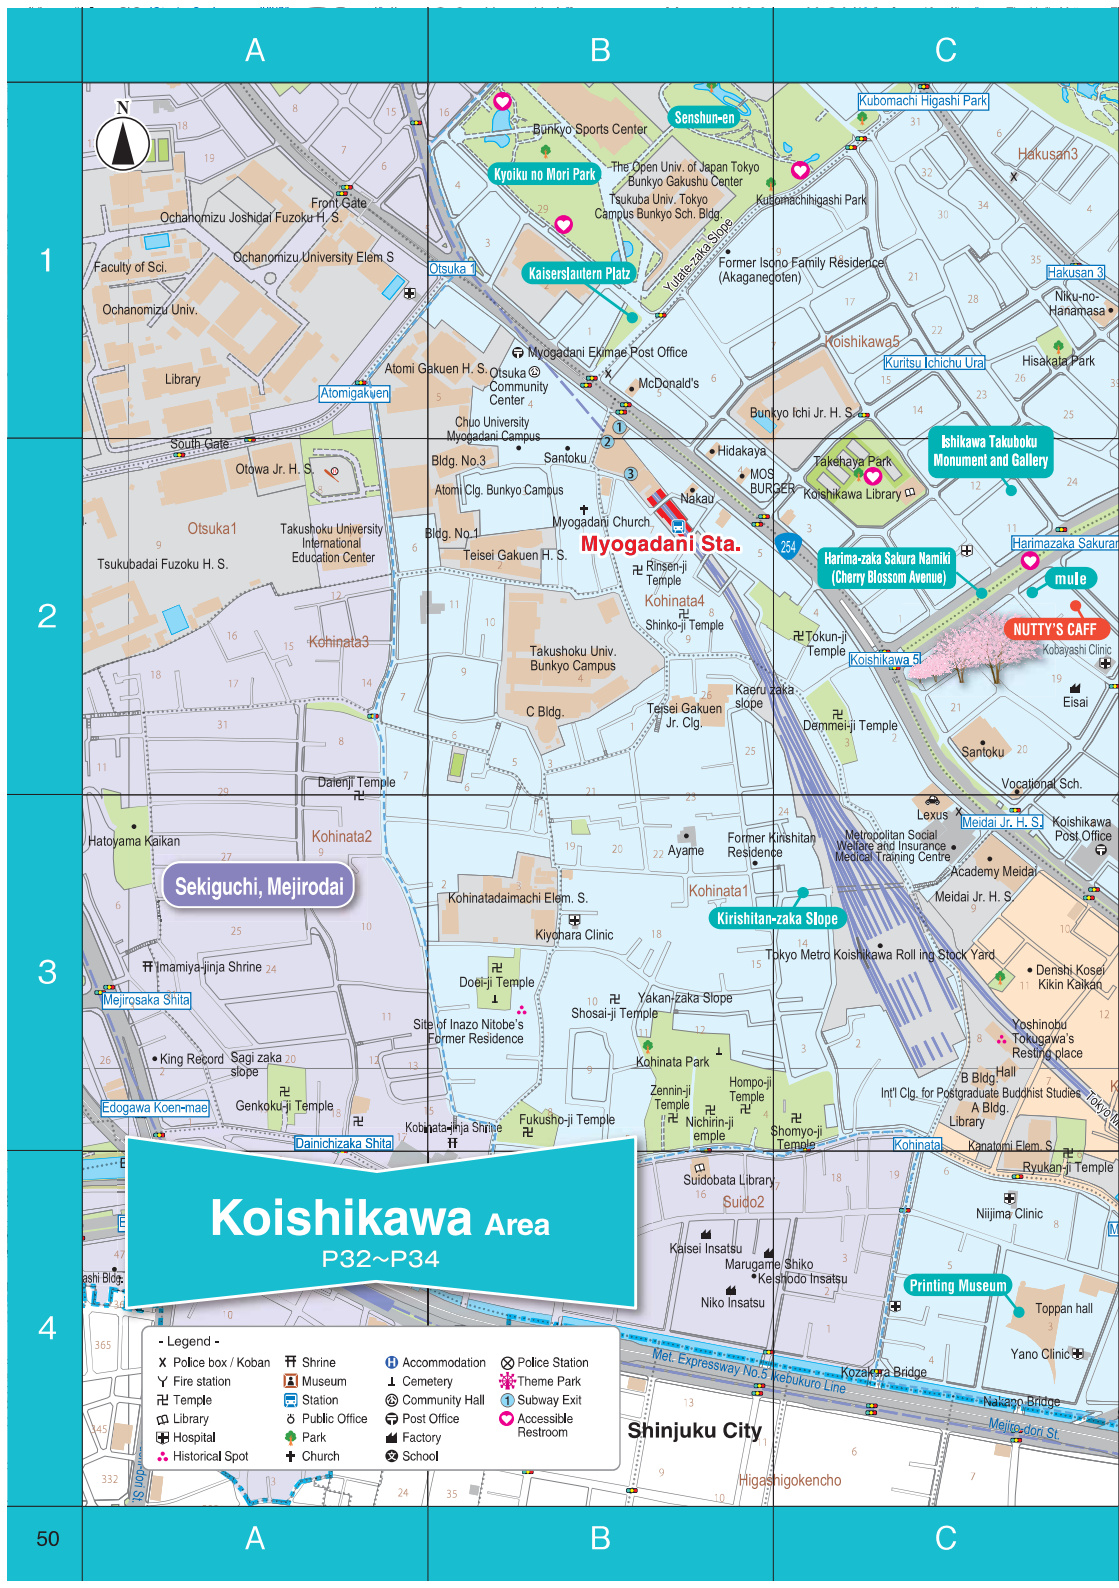 A
B
C
1
2
3
4
N
Kubomachi Higashi Park
Senshun-en
Bunkyo Sports Center
Hakusan3
Kyoiku no Mori Park
The Open Univ. of Japan Tokyo
Bunkyo Gakushu Center
Tsukuba Univ. Tokyo
Campus Bunkyo Sch. Bldg.
Kubomachihigashi Park
Front Gate
Ochanomizu Joshidai Fuzoku H. S.
Ochanomizu University Elem S
Faculty of Sci.
Otsuka 1
Kaiserslautern Platz
Yutate-zaka Slope
Former Isono Family Residence
(Akaganegoten)
Hakusan 3
Niku-no-
Hanamasa
Ochanomizu Univ.
Koishikawa5
Kuritsu Ichichu Ura
Hisakata Park
Library
Atomi Gakuen H. S.
Myogadani Ekimae Post Office
Otsuka
Community
Center
McDonald's
Atomigakuen
Bunkyo Ichi Jr. H. S.
Chuo University
Myogadani Campus
1
2
3
South Gate
Otowa Jr. H. S.
Bldg. No.3
Santoku
Hidakaya
Takehaya Park
Ishikawa Takuboku
Monument and Gallery
MOS
BURGER
Koishikawa Library
Atomi Clg. Bunkyo Campus
Nakau
Otsuka1
Takushoku University
International
Education Center
Myogadani Church
Bldg. No.1
Myogadani Sta.
254
Harimazaka Sakura
Tsukubadai Fuzoku H. S.
Teisei Gakuen H. S.
Rinsen-ji
Temple
Harima-zaka Sakura Namiki
(Cherry Blossom Avenue)
mule
Kohinata4
Shinko-ji Temple
NUTTY'S CAFF
Kohinata3
Takushoku Univ.
Bunkyo Campus
Tokun-ji
Temple
Koishikawa 5
Kobayashi Clinic
Eisai
C Bldg.
Teisei Gakuen
Jr. Clg.
Kaeru zaka
slope
Demmei-ji Temple
Santoku
Dalenji Temple
Vocational Sch.
Lexus
Meidai Jr. H. S.
Koishikawa
Post Office
Hatoyama Kaikan
Kohinata2
Ayame
Former Kirishitan
Residence
Metropolitan Social
Welfare and Insurance
Medical Training Centre
Academy Meidai
Sekiguchi, Mejirodai
Kohinatadaimachi Elem. S.
Kohinata1
Meidai Jr. H. S.
Kirishitan-zaka Slope
Kiyohara Clinic
Tokyo Metro Koishikawa Roll ing Stock Yard
Imamiya-jinja Shrine
Doei-ji Temple
Denshi Kosei
Kikin Kaikan
Mejirosaka Shita
Shosai-ji Temple
Yakan-zaka Slope
Site of Inazo Nitobe's
Former Residence
Yoshinobu
Tokugawa's
Resting place
King Record
Sagi zaka
slope
Kohinata Park
B Bldg.
Hall
Int'l Clg. for Postgraduate Buddhist Studies
A Bldg.
Library
Genkoku-ji Temple
Zennin-ji
Temple
Hompo-ji
Temple
Edogawa Koen-mae
Fukusho-ji Temple
Nichirin-ji
emple
Shomyo-ji
Temple
Kobinata-jinja Shrine
Dainichizaka Shita
Kohinata
Kanatomi Elem. S.
Ryukan-ji Temple
Koishikawa Area
P32~P34
Suidobata Library
Suido2
Niijima Clinic
Kaisei Insatsu
Marugame Shiko
Keishodo Insatsu
Niko Insatsu
Printing Museum
Toppan hall
Yano Clinic
Kozakura Bridge
Met. Expressway No.5 Ikebukuro Line
Nakano Bridge
Mejiro-dori St.
Shinjuku City
Higashigokencho
- Legend -
Police box / Koban
Fire station
Temple
Library
Hospital
Historical Spot
Shrine
Museum
Station
Public Office
Park
Church
Accommodation
Cemetery
Community Hall
Post Office
Factory
School
Police Station
Theme Park
Subway Exit
Accessible
Restroom
50
A
B
C